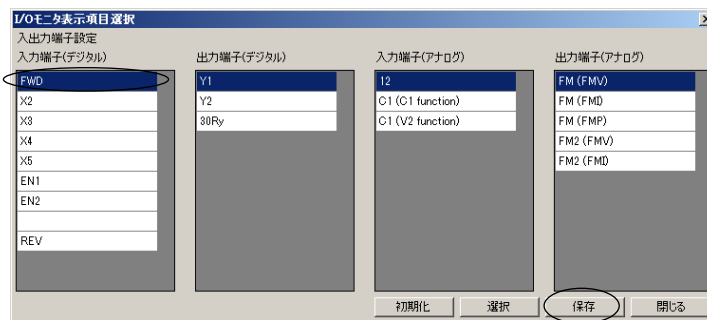 I/Oモニタ表示項目選択
入出力端子設定
入力端子(デジタル)
FWD
X2
X3
X4
X5
EN1
EN2
REV
出力端子(デジタル)
Y1
Y2
30Ry
入力端子(アナログ)
12
C1 (C1 function)
C1 (V2 function)
出力端子(アナログ)
FM (FMV)
FM (FMI)
FM (FMP)
FM2 (FMV)
FM2 (FMI)
初期化 選択 保存 閉じる